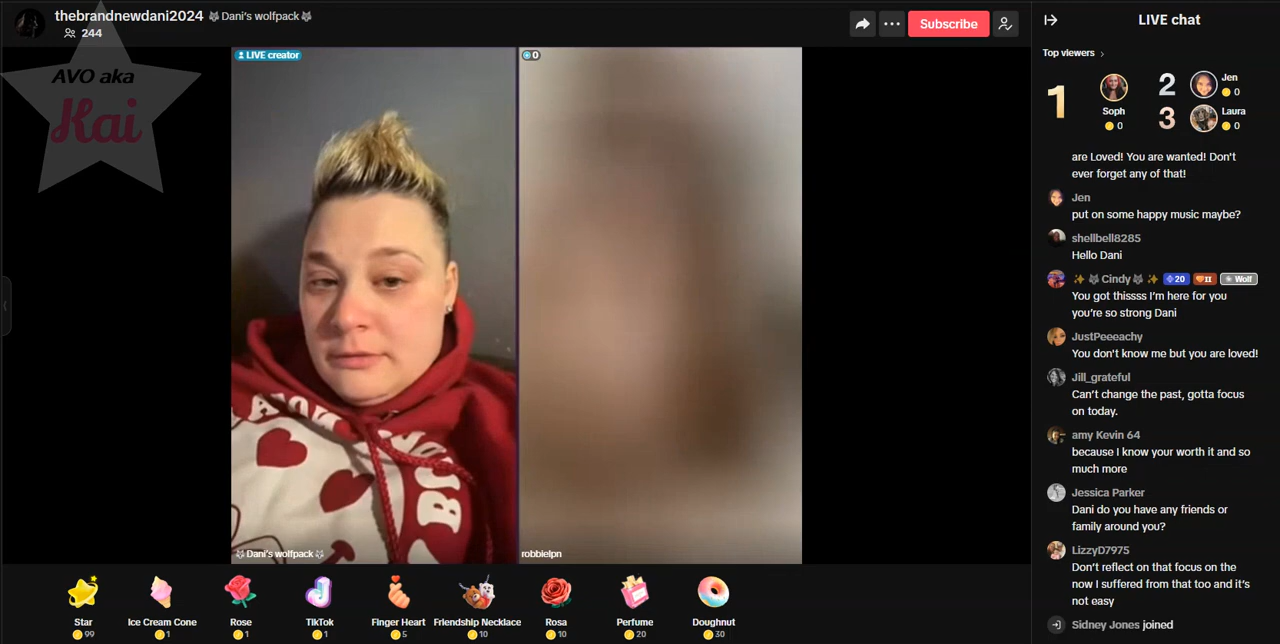 thebrandnewdani2024 🐺Dani's wolfpack🐺
244
Subscribe
AVO aka
Kai
LIVE creator
0
🐺Dani's wolfpack🐺
robbielpn
Star
99
Ice Cream Cone
1
Rose
1
TikTok
1
Finger Heart
5
Friendship Necklace
10
Rosa
10
Perfume
20
Doughnut
30
LIVE chat
Top viewers >
1
Soph
0
2
Jen
0
3
Laura
0
are Loved! You are wanted! Don't
ever forget any of that!
Jen
put on some happy music maybe?
shellbell8285
Hello Dani
✨🐺Cindy🐺✨ 20 II Wolf
You got thissss I'm here for you
you're so strong Dani
JustPeeeachy
You don't know me but you are loved!
Jill_grateful
Can't change the past, gotta focus
on today.
amy Kevin 64
because I know your worth it and so
much more
Jessica Parker
Dani do you have any friends or
family around you?
LizzyD7975
Don't reflect on that focus on the
now I suffered from that too and it's
not easy
Sidney Jones joined